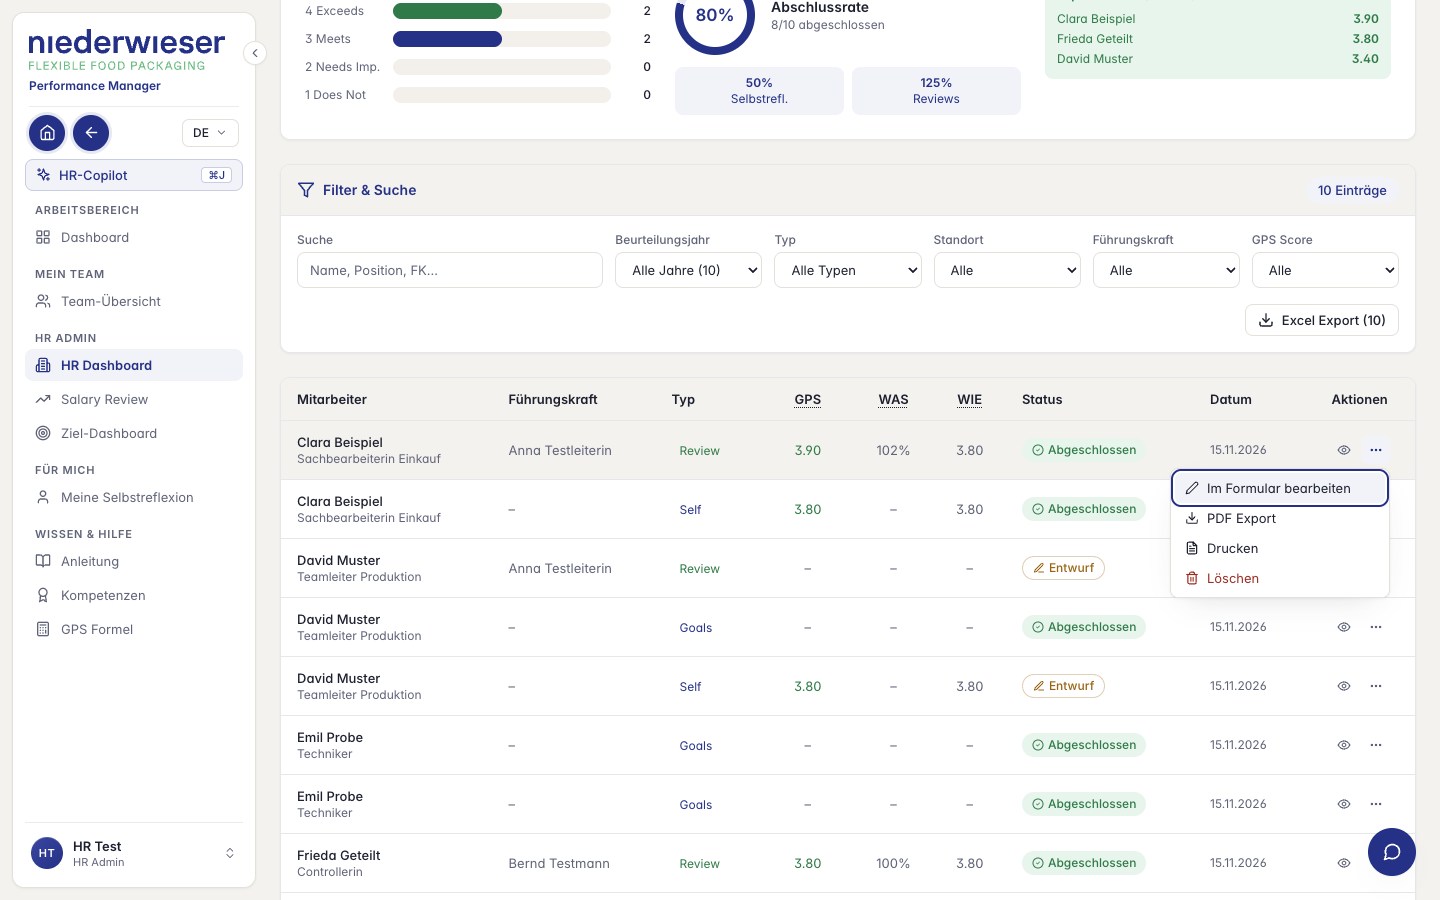 niederwieser
FLEXIBLE FOOD PACKAGING
Performance Manager
DE
HR-Copilot
⌘J
ARBEITSBEREICH
Dashboard
MEIN TEAM
Team-Übersicht
HR ADMIN
HR Dashboard
Salary Review
Ziel-Dashboard
FÜR MICH
Meine Selbstreflexion
WISSEN & HILFE
Anleitung
Kompetenzen
GPS Formel
HT
HR Test
HR Admin
4 Exceeds 2
3 Meets 2
2 Needs Imp. 0
1 Does Not 0
80%
Abschlussrate
8/10 abgeschlossen
50%
Selbstrefl.
125%
Reviews
Clara Beispiel 3.90
Frieda Geteilt 3.80
David Muster 3.40
Filter & Suche
10 Einträge
Suche Beurteilungsjahr Typ Standort Führungskraft GPS Score
Name, Position, FK... Alle Jahre (10) Alle Typen Alle Alle Alle
Excel Export (10)
Mitarbeiter Führungskraft Typ GPS WAS WIE Status Datum Aktionen
Clara Beispiel
Sachbearbeiterin Einkauf
Anna Testleiterin Review 3.90 102% 3.80 Abgeschlossen 15.11.2026
Im Formular bearbeiten
PDF Export
Drucken
Löschen
Clara Beispiel
Sachbearbeiterin Einkauf
– Self 3.80 – 3.80 Abgeschlossen
David Muster
Teamleiter Produktion
Anna Testleiterin Review – – – Entwurf
David Muster
Teamleiter Produktion
– Goals – – – Abgeschlossen 15.11.2026
David Muster
Teamleiter Produktion
– Self 3.80 – 3.80 Entwurf 15.11.2026
Emil Probe
Techniker
– Goals – – – Abgeschlossen 15.11.2026
Emil Probe
Techniker
– Goals – – – Abgeschlossen 15.11.2026
Frieda Geteilt
Controllerin
Bernd Testmann Review 3.80 100% 3.80 Abgeschlossen 15.11.2026